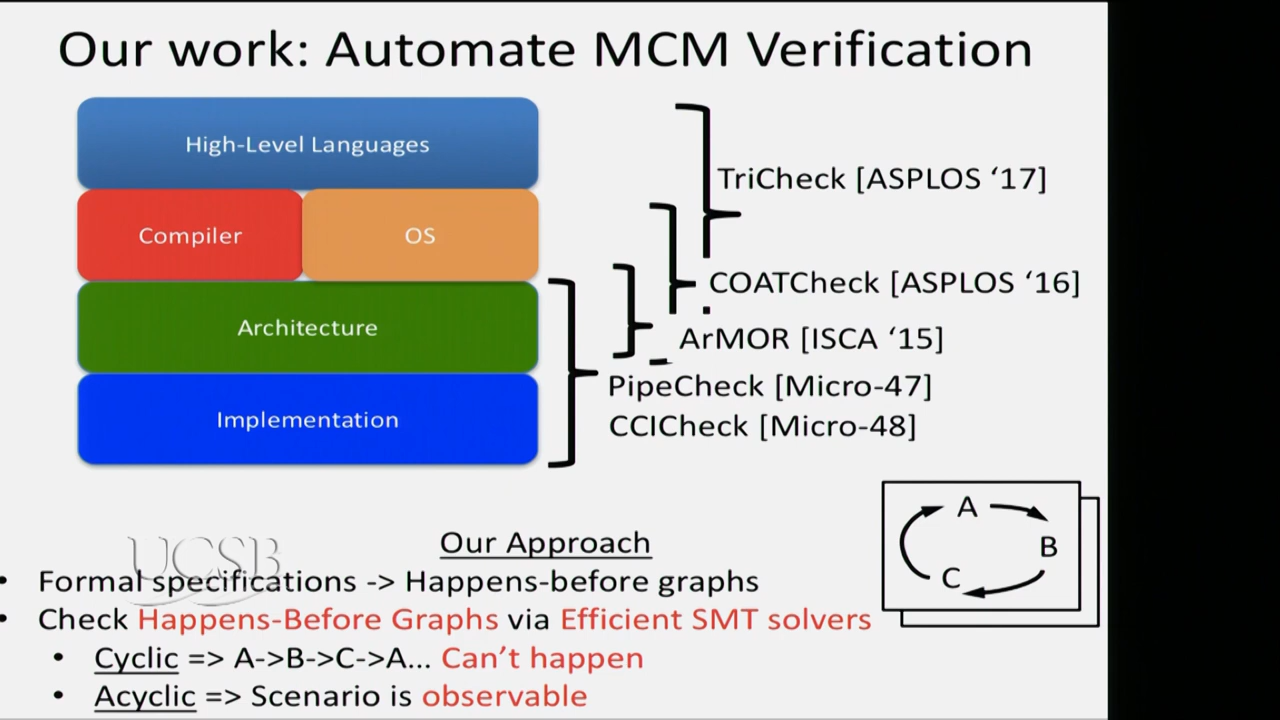 Our work: Automate MCM Verification
High-Level Languages
Compiler
OS
Architecture
Implementation
TriCheck [ASPLOS ‘17]
COATCheck [ASPLOS ‘16]
ArMOR [ISCA ‘15]
PipeCheck [Micro-47]
CCICheck [Micro-48]
A
B
C
UCSB
Our Approach
• Formal specifications -> Happens-before graphs
• Check Happens-Before Graphs via Efficient SMT solvers
• Cyclic => A->B->C->A... Can’t happen
• Acyclic => Scenario is observable